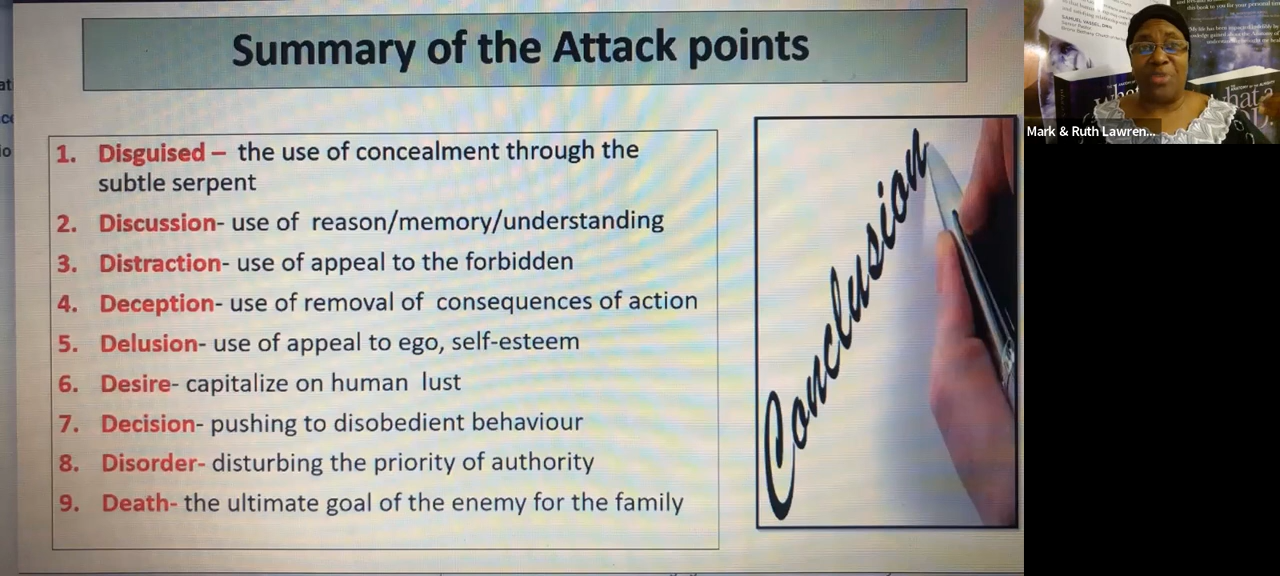 Summary of the Attack points
1. Disguised – the use of concealment through the
subtle serpent
2. Discussion- use of reason/memory/understanding
3. Distraction- use of appeal to the forbidden
4. Deception- use of removal of consequences of action
5. Delusion- use of appeal to ego, self-esteem
6. Desire- capitalize on human lust
7. Decision- pushing to disobedient behaviour
8. Disorder- disturbing the priority of authority
9. Death- the ultimate goal of the enemy for the family
Conclusion
Mark & Ruth Lawren...